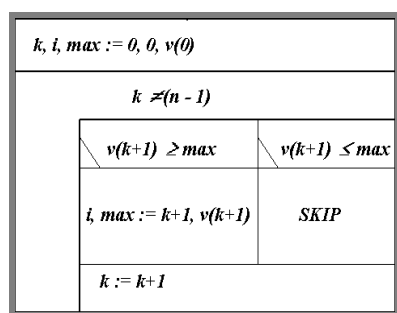 k, i, max := 0, 0, v(0)
k ≠(n - 1)
v(k+1) ≥ max
v(k+1) ≤ max
i, max := k+1, v(k+1)
SKIP
k := k+1